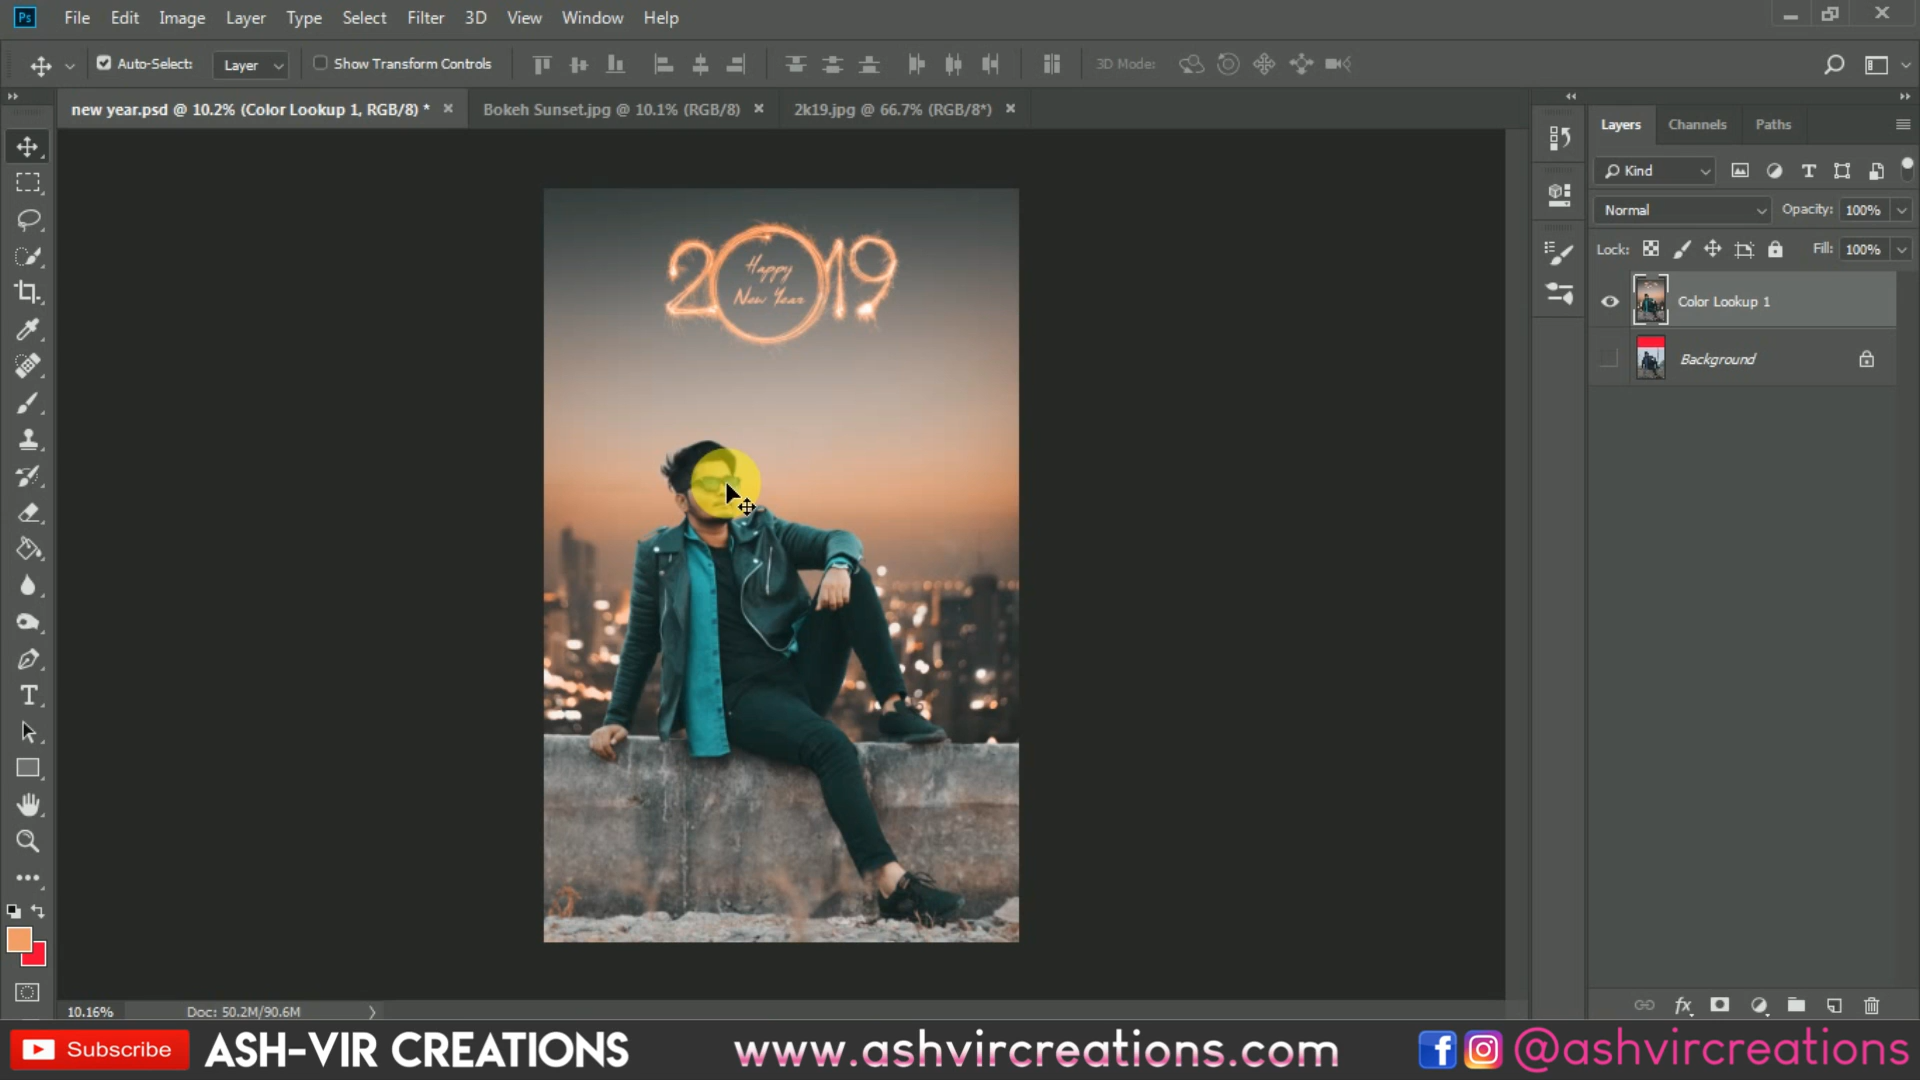 Ps File Edit Image Layer Type Select Filter 3D View Window Help
Auto-Select: Layer Show Transform Controls 3D Mode:
new year.psd @ 10.2% (Color Lookup 1, RGB/8) * Bokeh Sunset.jpg @ 10.1% (RGB/8) 2k19.jpg @ 66.7% (RGB/8*)
Layers Channels Paths
Kind
Normal Opacity: 100%
Lock: Fill: 100%
Color Lookup 1
Background
2019
Happy
New Year
10.16% Doc: 50.2M/90.6M
Subscribe ASH-VIR CREATIONS www.ashvircreations.com @ashvircreations